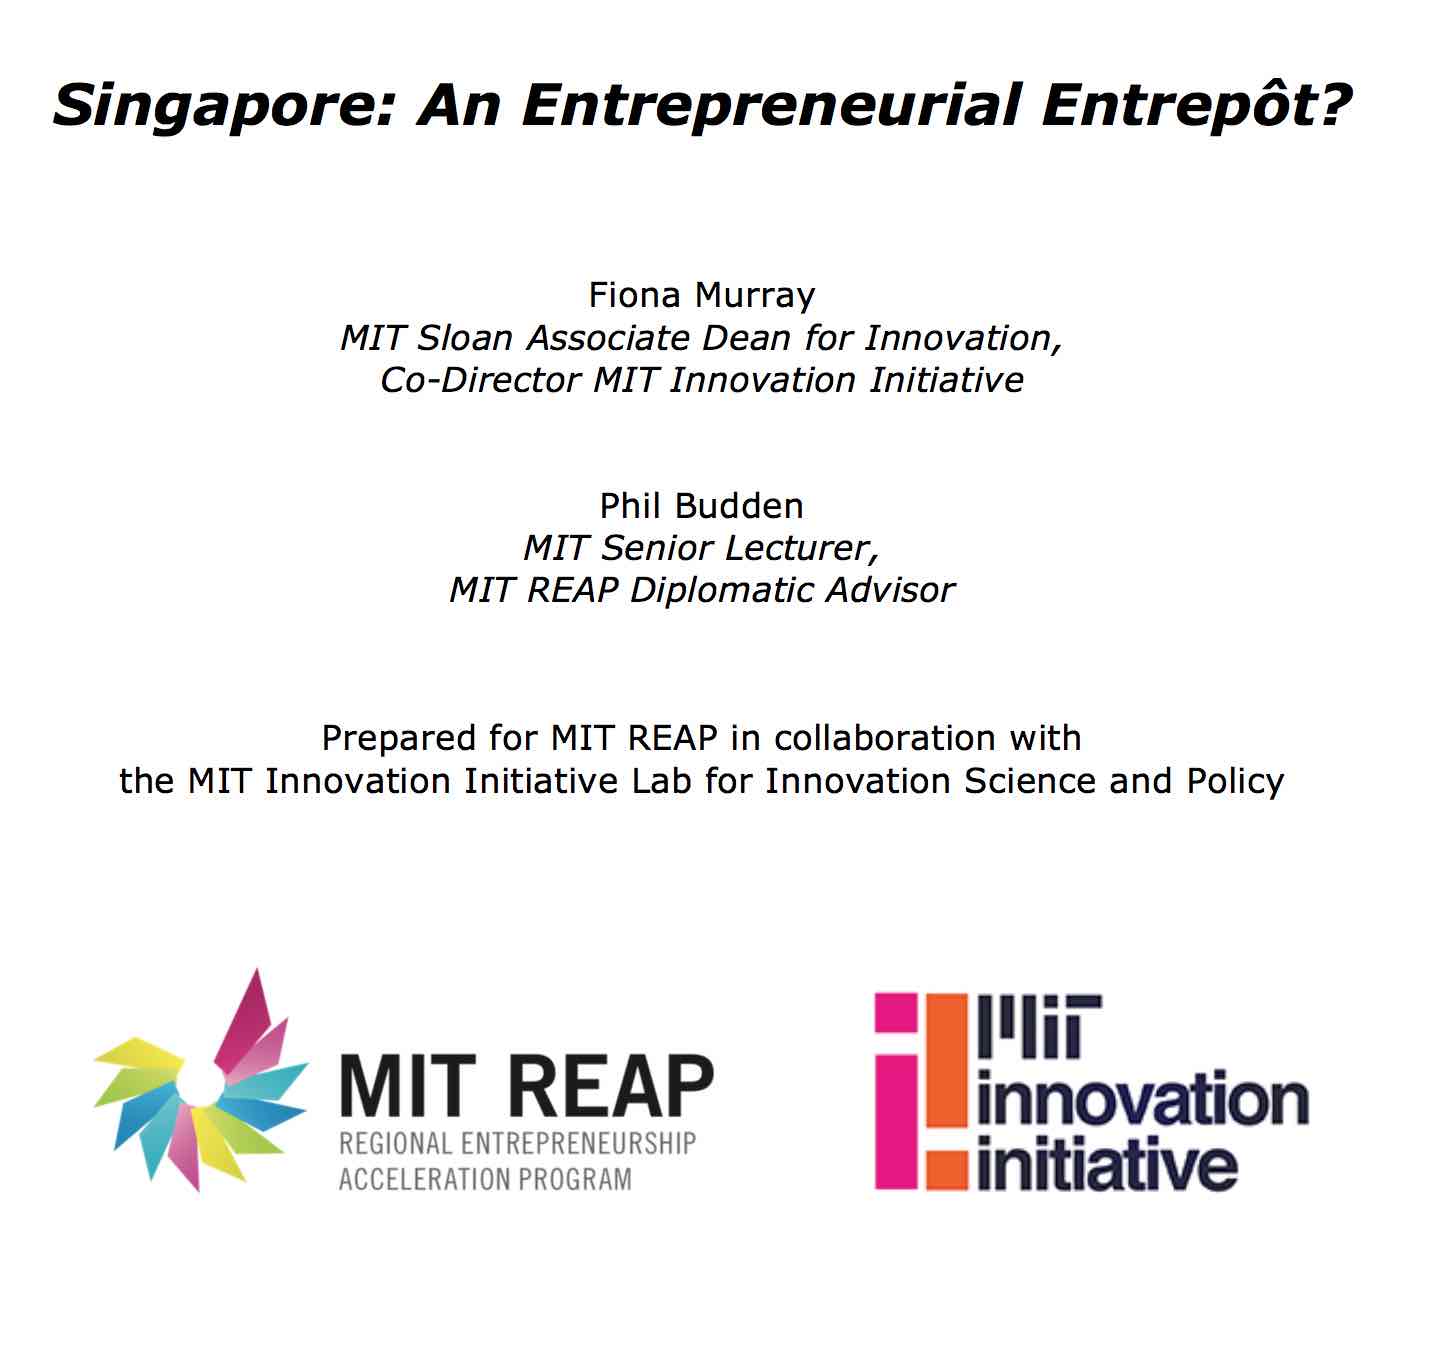 Singapore: An Entrepreneurial Entrepôt?
Fiona Murray
MIT Sloan Associate Dean for Innovation,
Co-Director MIT Innovation Initiative
Phil Budden
MIT Senior Lecturer,
MIT REAP Diplomatic Advisor
Prepared for MIT REAP in collaboration with
the MIT Innovation Initiative Lab for Innovation Science and Policy
MIT REAP
REGIONAL ENTREPRENEURSHIP
ACCELERATION PROGRAM
MiT
innovation
initiative